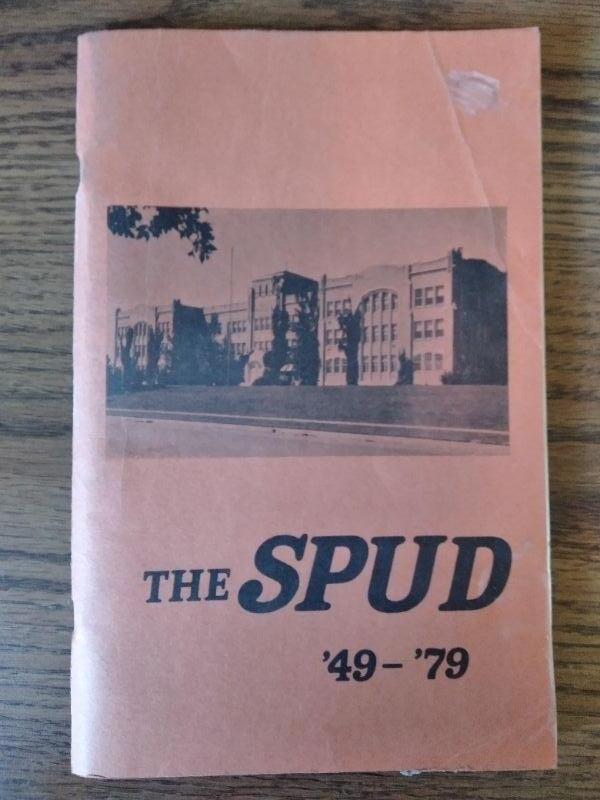 THE SPUD
'49 – '79